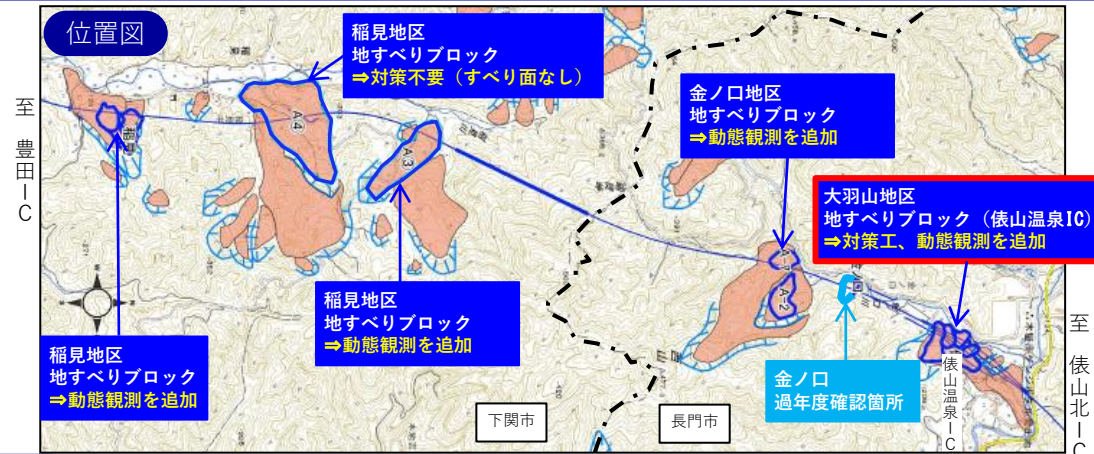 位置図
稲見地区
地すべりブロック
⇒対策不要（すべり面なし）
金ノ口地区
地すべりブロック
⇒動態観測を追加
大羽山地区
地すべりブロック（俵山温泉IC）
⇒対策工、動態観測を追加
至 豊田IC
A-4
A-3
A-2
稲見地区
地すべりブロック
⇒動態観測を追加
稲見地区
地すべりブロック
⇒動態観測を追加
金ノ口
過年度確認箇所
俵山温泉IC
至 俵山北IC
下関市
長門市